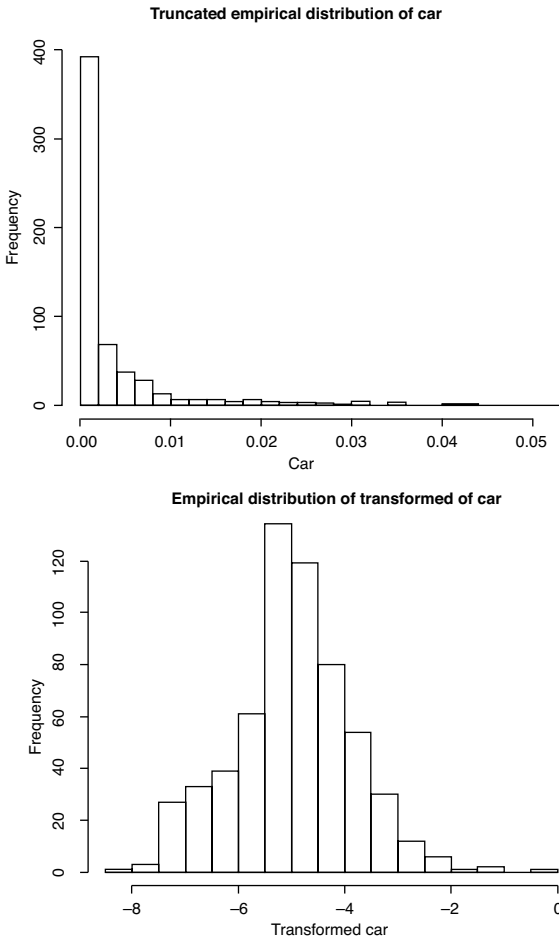 Truncated empirical distribution of car
400
300
200
100
0
Frequency
0.00 0.01 0.02 0.03 0.04 0.05
Car
Empirical distribution of transformed of car
120
100
80
60
40
20
0
Frequency
−8 −6 −4 −2 0
Transformed car